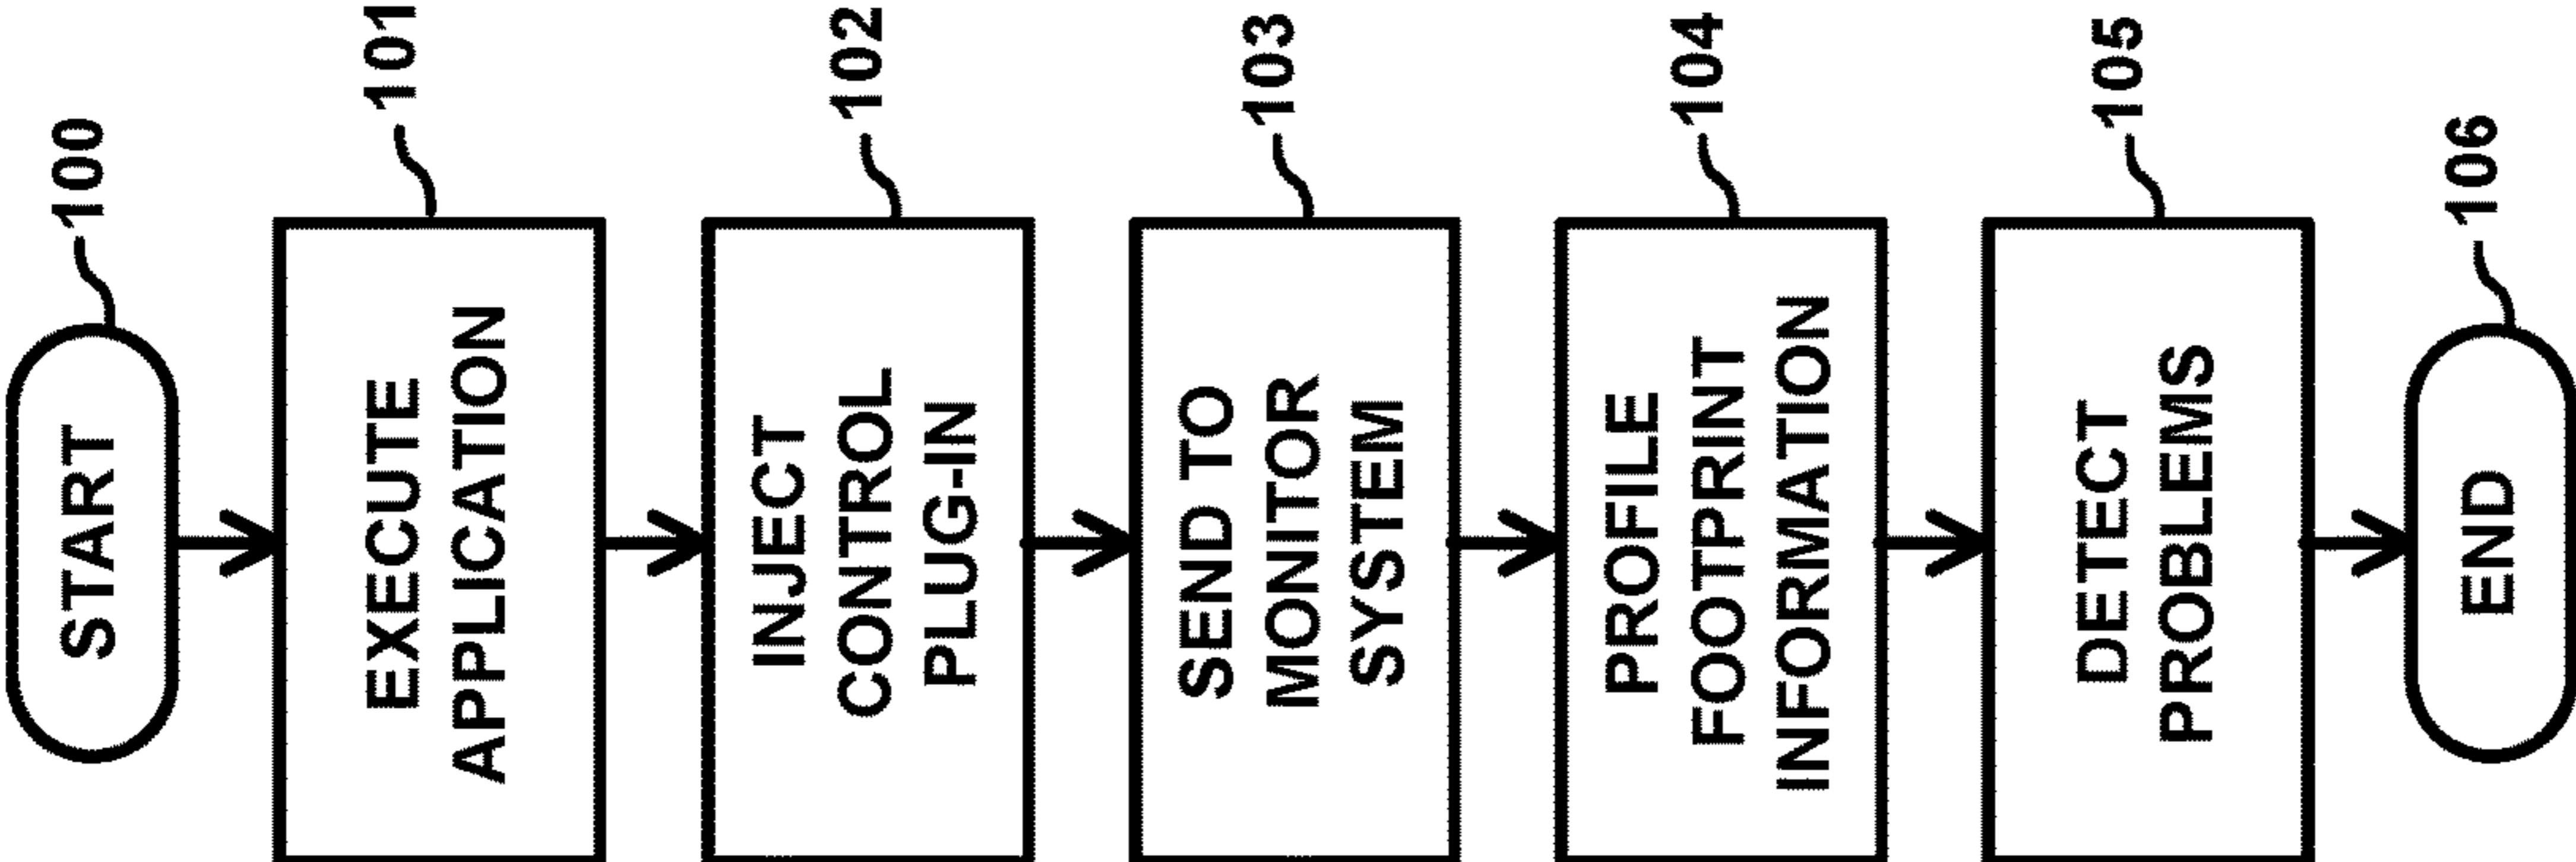 START
100
EXECUTE
APPLICATION
101
INJECT
CONTROL
PLUG-IN
102
SEND TO
MONITOR
SYSTEM
103
PROFILE
FOOTPRINT
INFORMATION
104
DETECT
PROBLEMS
105
END
106